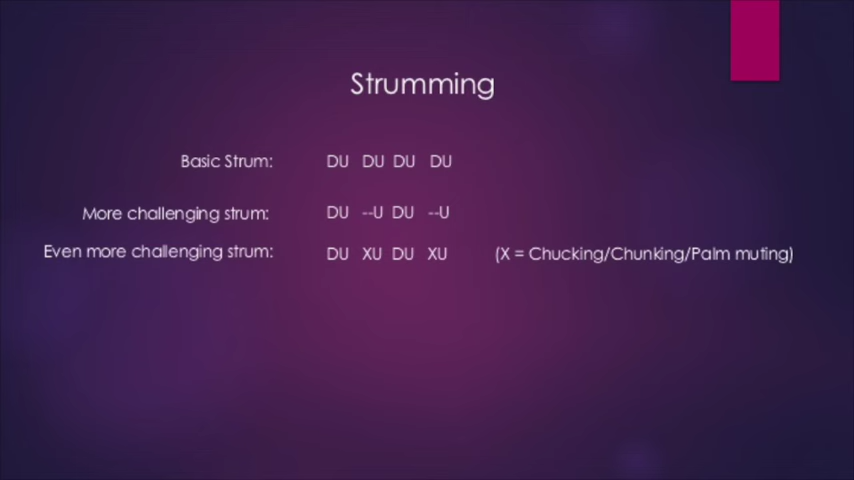 Strumming
Basic Strum: DU DU DU DU
More challenging strum: DU --U DU --U
Even more challenging strum: DU XU DU XU (X = Chucking/Chunking/Palm muting)